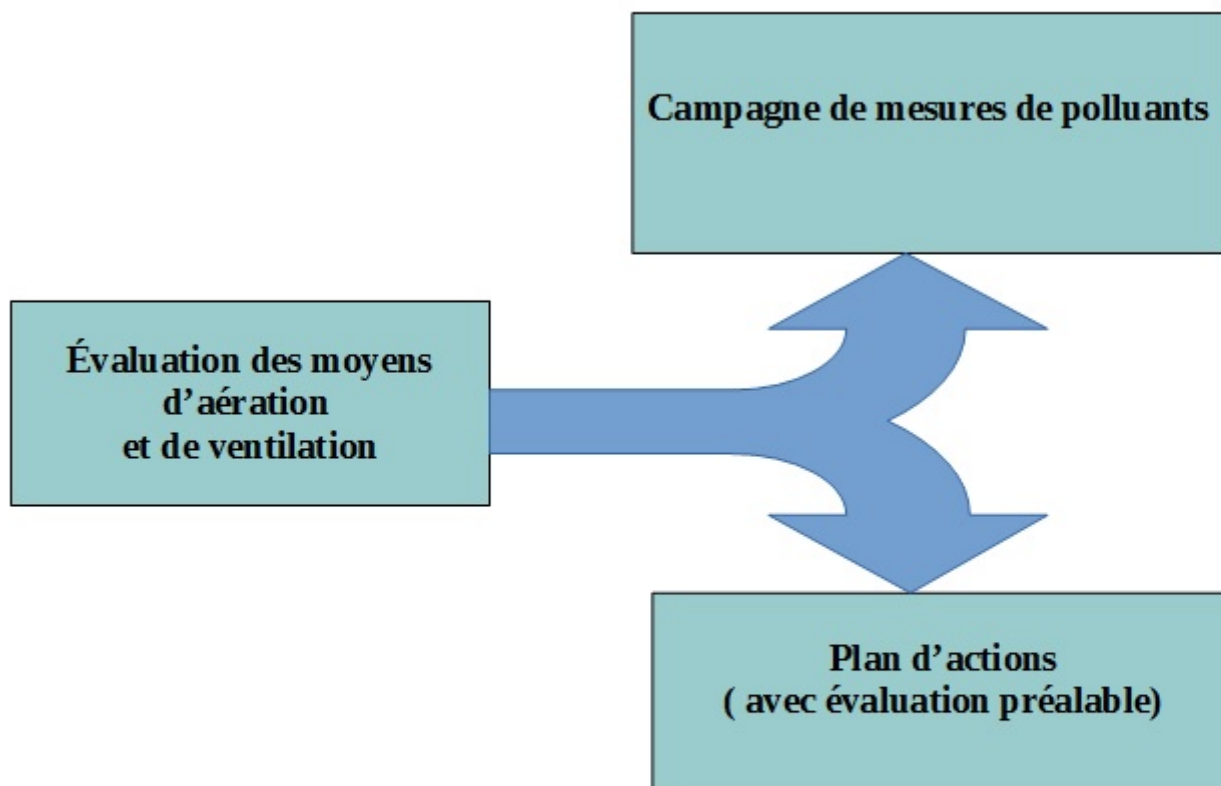 Campagne de mesures de polluants
Évaluation des moyens
d’aération
et de ventilation
Plan d’actions
( avec évaluation préalable)